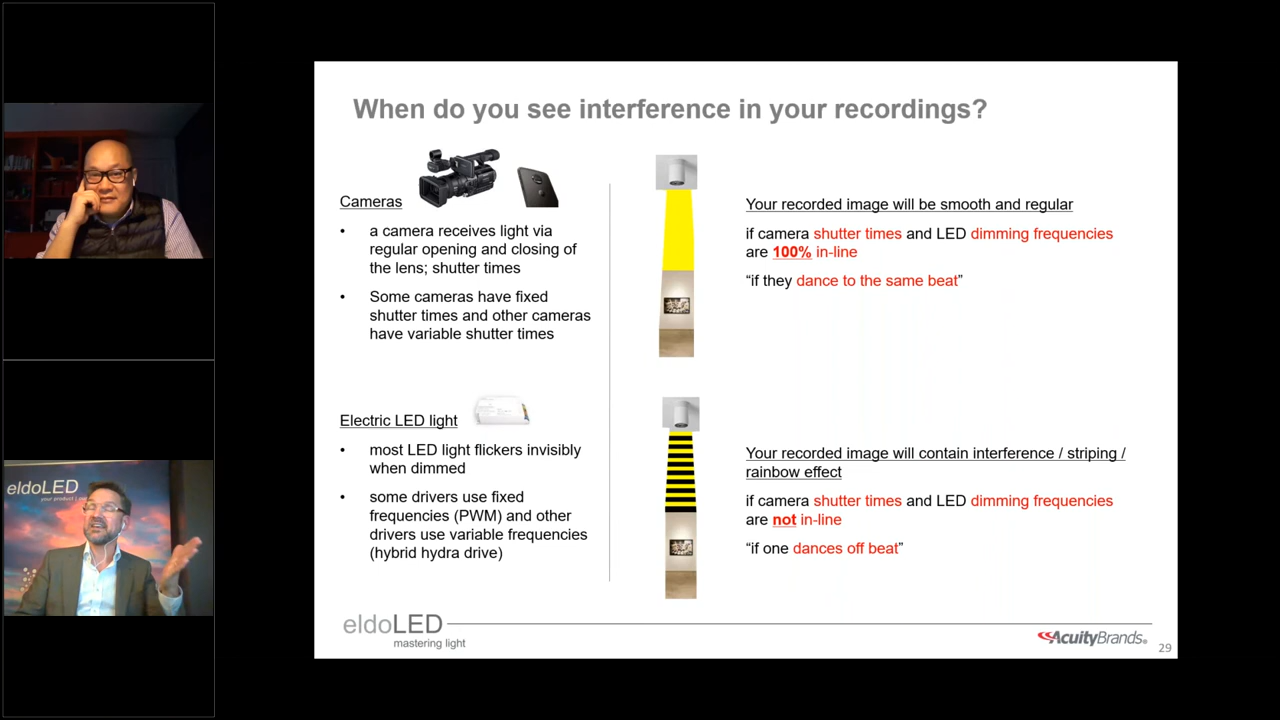 When do you see interference in your recordings?
Cameras
• a camera receives light via
regular opening and closing of
the lens; shutter times
• Some cameras have fixed
shutter times and other cameras
have variable shutter times
Electric LED light
• most LED light flickers invisibly
when dimmed
• some drivers use fixed
frequencies (PWM) and other
drivers use variable frequencies
(hybrid hydra drive)
Your recorded image will be smooth and regular
if camera shutter times and LED dimming frequencies
are 100% in-line
“if they dance to the same beat”
Your recorded image will contain interference / striping /
rainbow effect
if camera shutter times and LED dimming frequencies
are not in-line
“if one dances off beat”
eldoLED
mastering light
AcuityBrands
29
eldoLED
your product